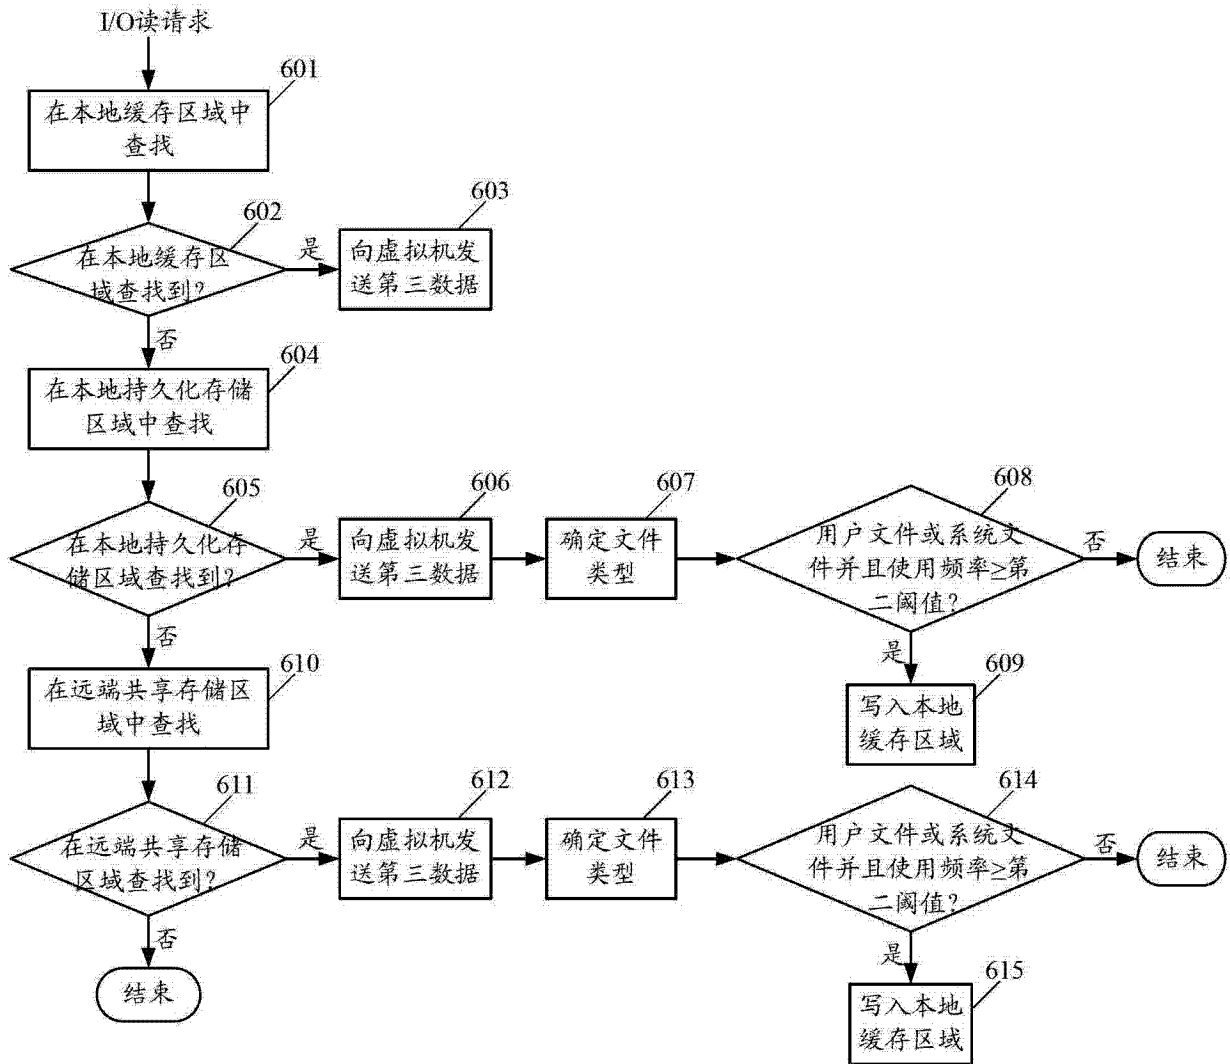 I/O读请求
601
在本地缓存区域中
查找
602
在本地缓存区
域查找到?
是
603
向虚拟机发
送第三数据
否
604
在本地持久化存储
区域中查找
605
在本地持久化存
储区域查找到?
是
606
向虚拟机发
送第三数据
607
确定文件
类型
608
用户文件或系统文
件并且使用频率≥第
二阈值?
否
结束
是
609
写入本地
缓存区域
否
610
在远端共享存储区
域中查找
611
在远端共享存储
区域查找到?
是
612
向虚拟机发
送第三数据
613
确定文件
类型
614
用户文件或系统文
件并且使用频率≥第
二阈值?
否
结束
是
615
写入本地
缓存区域
否
结束